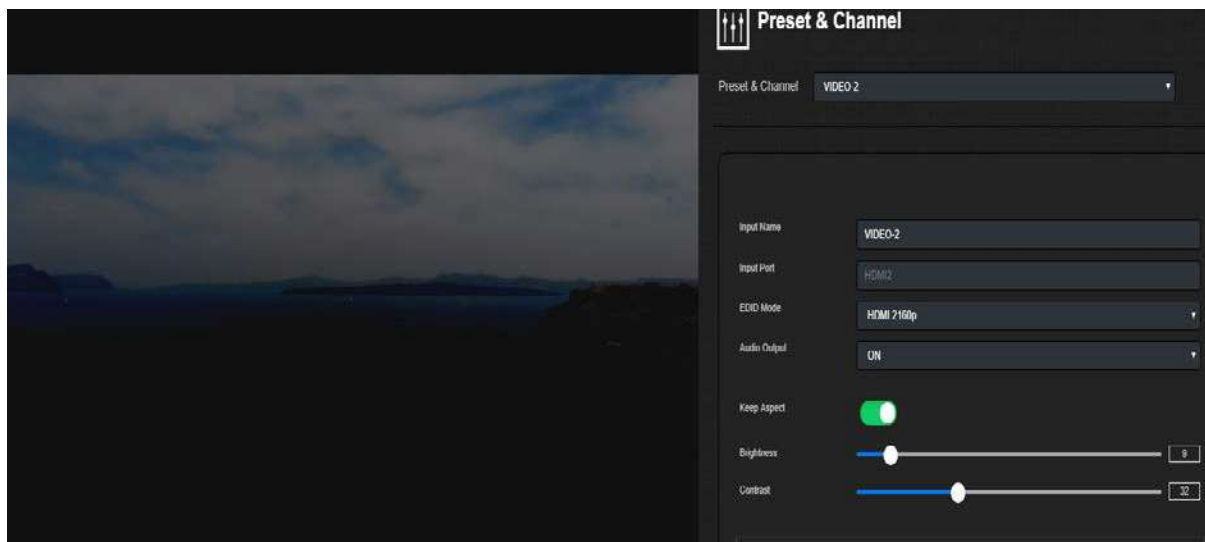 Preset & Channel
Preset & Channel VIDEO 2
Input Name VIDEO-2
Input Port HDMI2
EDID Mode HDMI 2160p
Audio Output ON
Keep Aspect
Brightness 9
Contrast 32